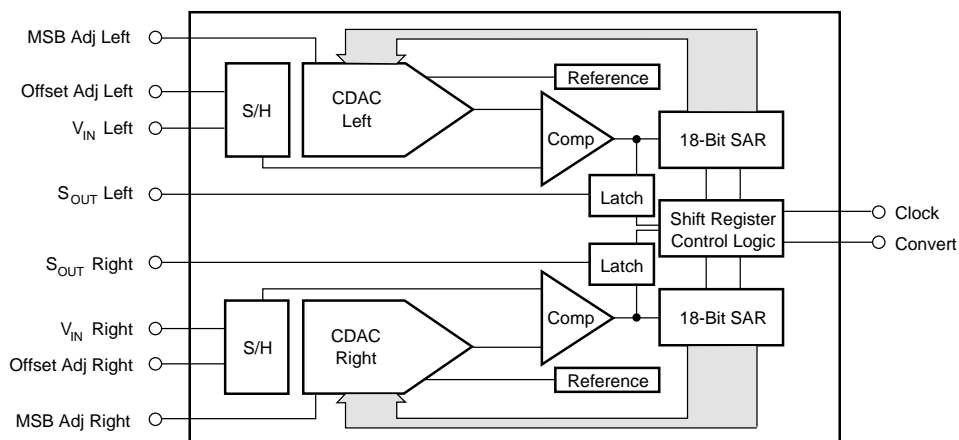 MSB Adj Left
Offset Adj Left
V_IN Left
S_OUT Left
S_OUT Right
V_IN Right
Offset Adj Right
MSB Adj Right
S/H
CDAC
Left
Reference
Comp
18-Bit SAR
Latch
Shift Register
Control Logic
Clock
Convert
Latch
S/H
CDAC
Right
Comp
18-Bit SAR
Reference